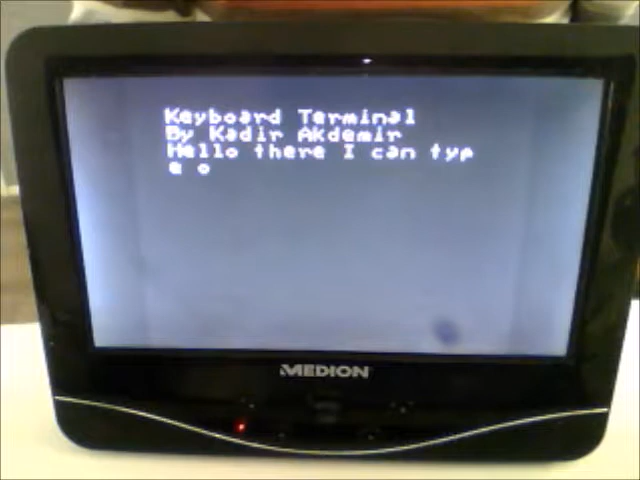 Keyboard Terminal
By Kadir Akdemir
Hello there I can typ
e o
MEDION